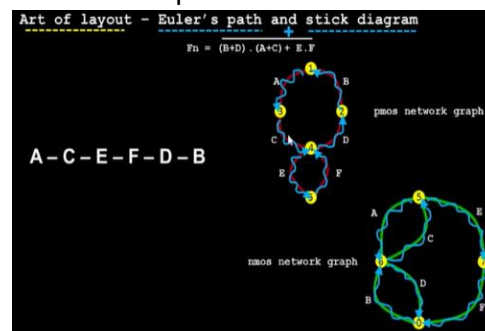 Art of layout – Euler's path and stick diagram
+
Fn = (B+D) . (A+C)+ E.F
1
A B
3 2
pmos network graph
C D
4
A – C – E – F – D – B
E F
5
5
A E
C
nmos network graph
6 7
D
B F
0